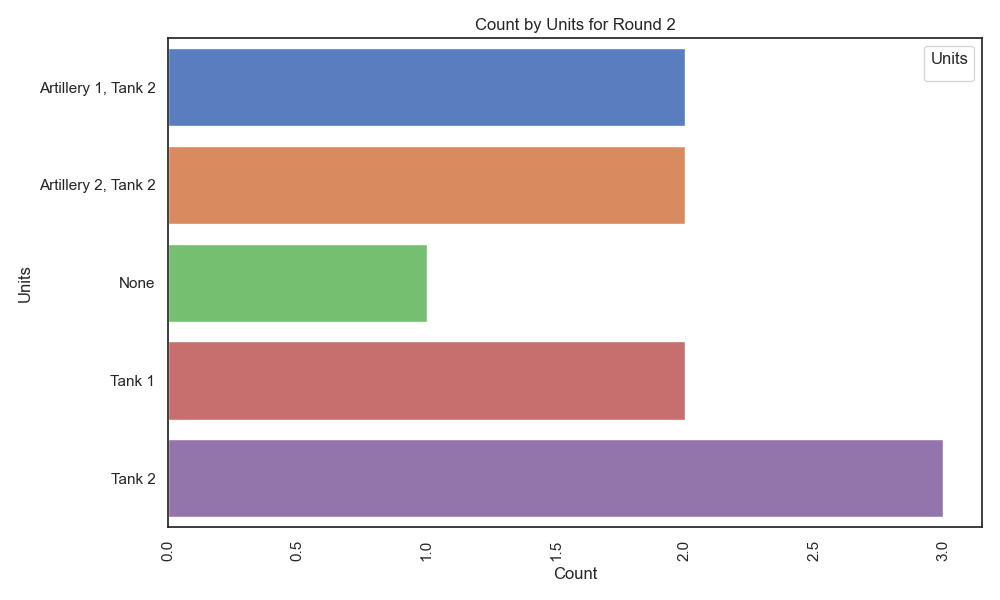 Count by Units for Round 2
Units
Artillery 1, Tank 2
Artillery 2, Tank 2
None
Tank 1
Tank 2
Units
0.0
0.5
1.0
1.5
2.0
2.5
3.0
Count